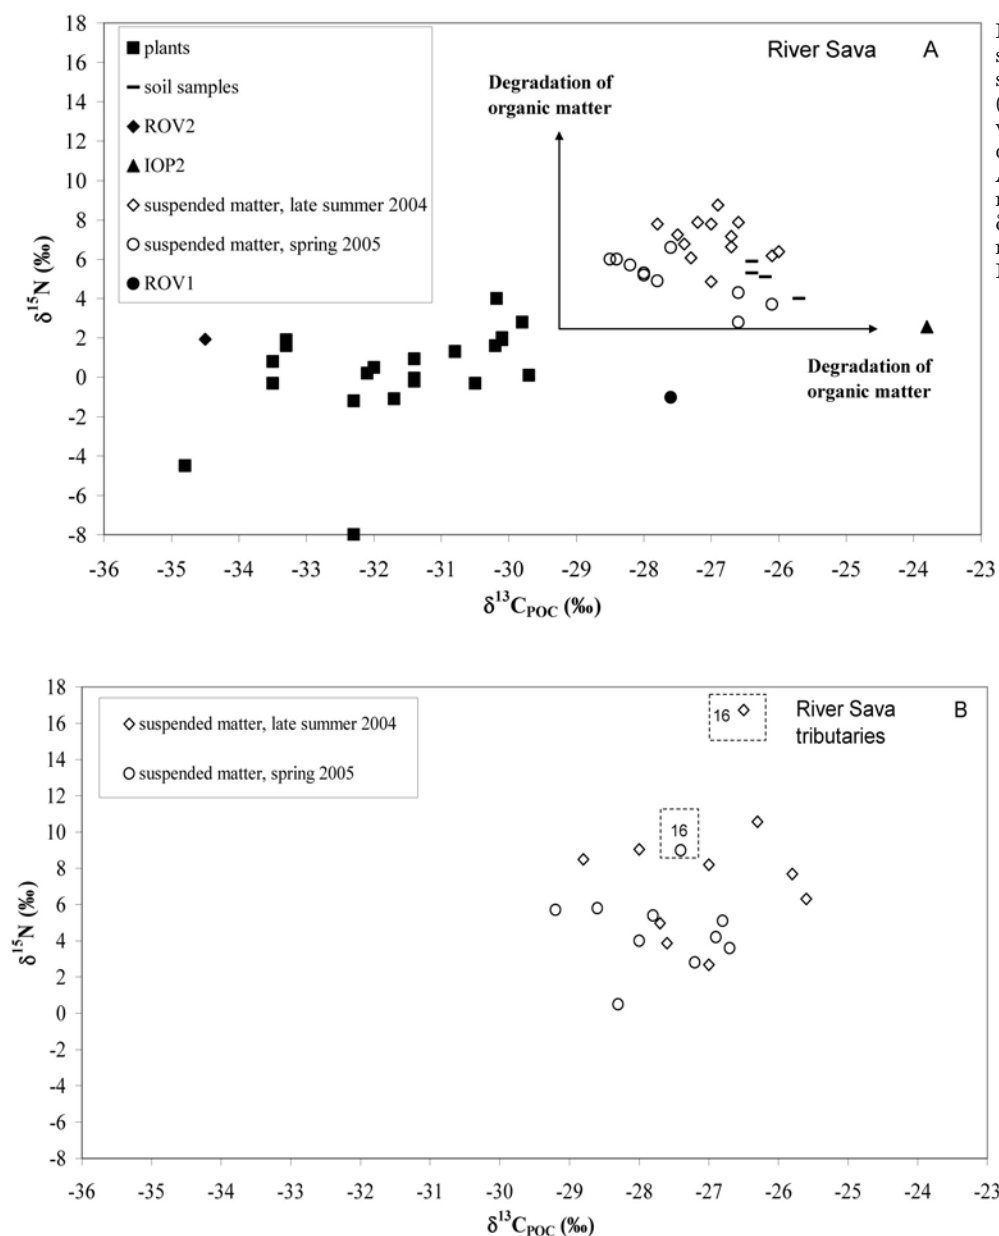 18
16
14
12
10
8
6
4
2
0
-2
-4
-6
-8
δ¹⁵N (‰)
plants
soil samples
ROV2
IOP2
suspended matter, late summer 2004
suspended matter, spring 2005
ROV1
River Sava A
Degradation of
organic matter
Degradation of
organic matter
-36 -35 -34 -33 -32 -31 -30 -29 -28 -27 -26 -25 -24 -23
δ¹³C_POC (‰)
18
16
14
12
10
8
6
4
2
0
-2
-4
-6
-8
δ¹⁵N (‰)
suspended matter, late summer 2004
suspended matter, spring 2005
16
River Sava B
tributaries
16
-36 -35 -34 -33 -32 -31 -30 -29 -28 -27 -26 -25 -24 -23
δ¹³C_POC (‰)